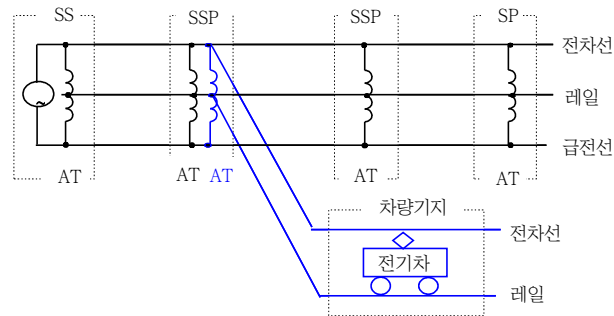 SS SSP SSP SP
전차선
레일
급전선
AT AT AT AT AT
차량기지
전차선
전기차
레일